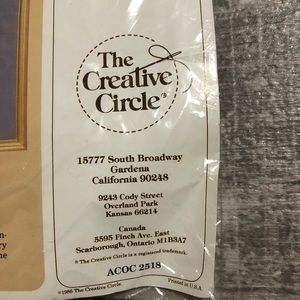 The
Creative
Circle®
15777 South Broadway
Gardena
California 90248
9243 Cody Street
Overland Park
Kansas 66214
Canada
5595 Finch Ave. East
Scarborough, Ontario M1B3A7
® The Creative Circle is a registered trademark
ACOC 2518
©1986 The Creative Circle.
Printed in U.S.A.